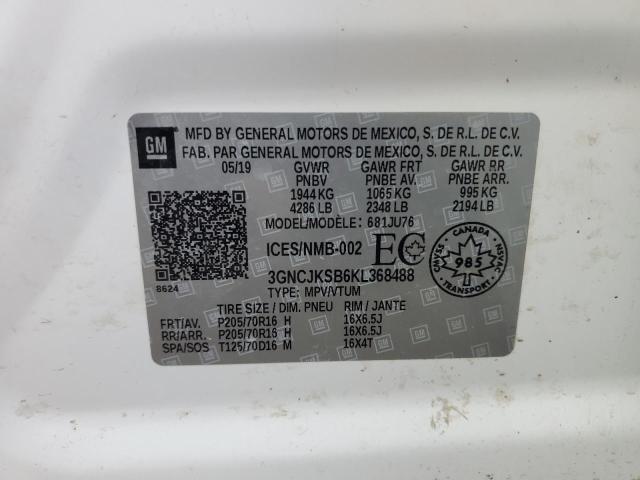 GM
MFD BY GENERAL MOTORS DE MEXICO, S. DE R.L. DE C.V.
FAB. PAR GENERAL MOTORS DE MEXICO, S. DE R.L. DE C.V.
05/19 GVWR GAWR FRT GAWR RR
PNBV PNBE AV. PNBE ARR.
1944 KG 1065 KG 995 KG
4286 LB 2348 LB 2194 LB
MODEL/MODÈLE: 681JU76
ICES/NMB-002 EC
CANADA
CMVSS 985 NSVAC
TRANSPORT
3GNCJKSB6KL368488
8624 TYPE: MPV/VTUM
TIRE SIZE / DIM. PNEU RIM / JANTE
FRT/AV. P205/70R16 H 16X6.5J
RR/ARR. P205/70R16 H 16X6.5J
SPA/SOS T125/70D16 M 16X4T